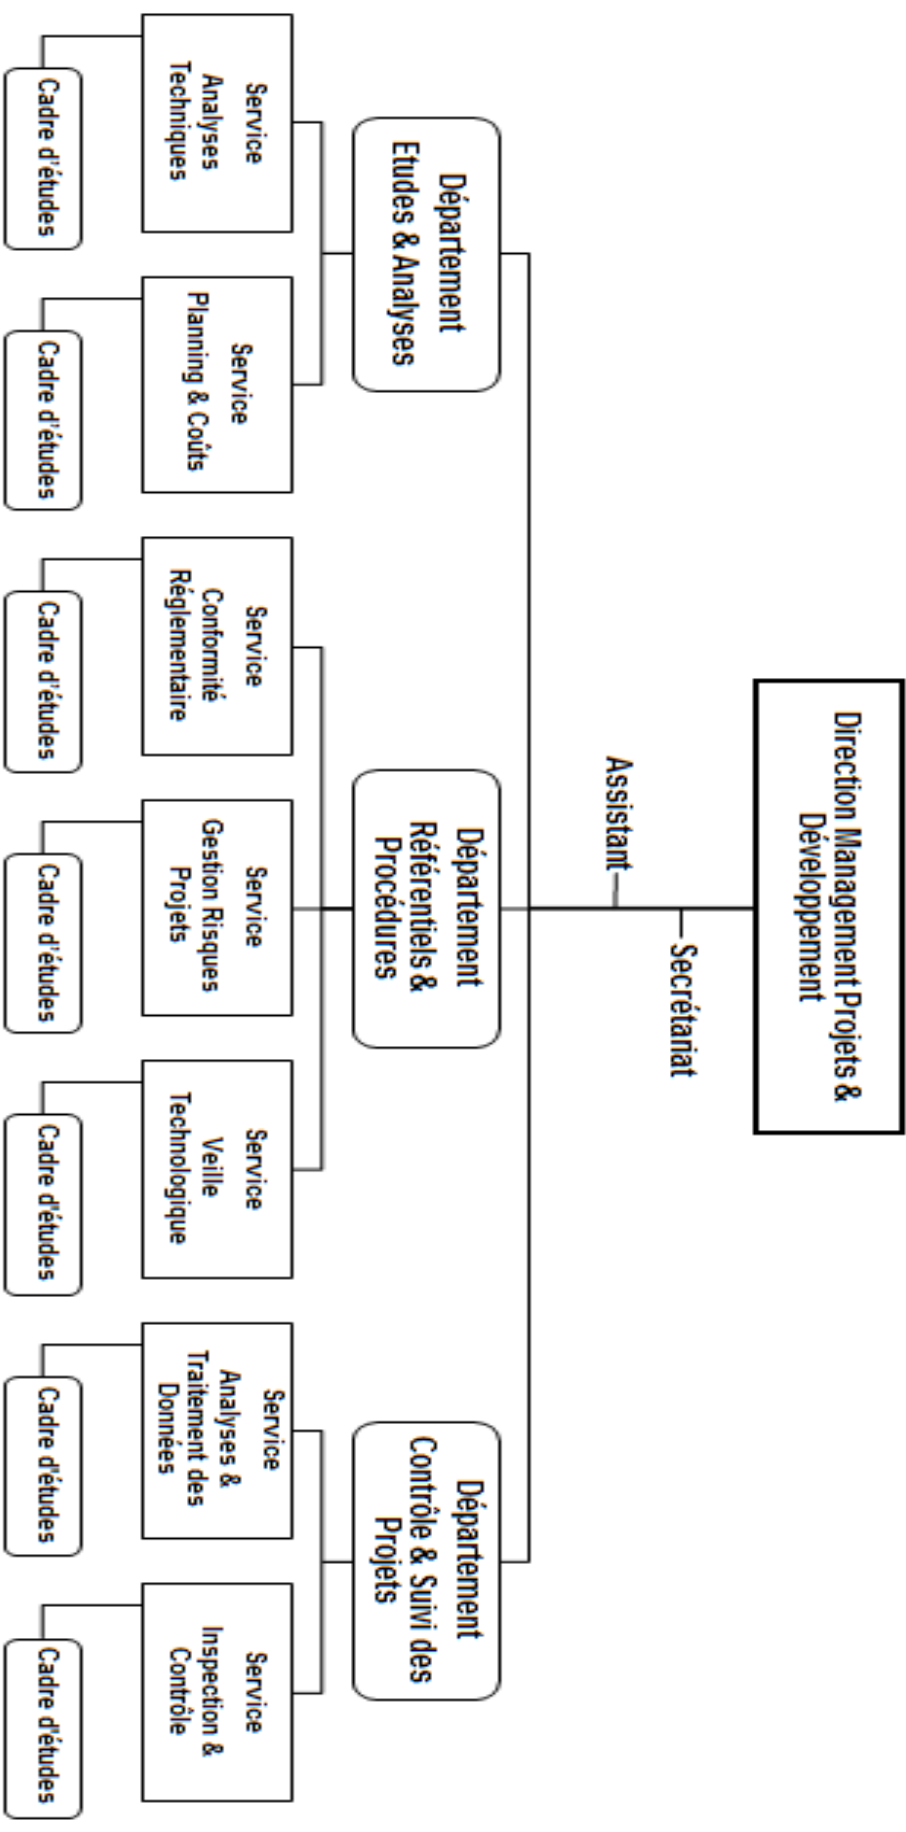 Direction Management Projets &
Développement
Secrétariat
Assistant
Département
Etudes & Analyses
Département
Référentiels &
Procédures
Département
Contrôle & Suivi des
Projets
Service
Analyses
Techniques
Service
Planning & Coûts
Service
Conformité
Réglementaire
Service
Gestion Risques
Projets
Service
Veille
Technologique
Service
Analyses &
Traitement des
Données
Service
Inspection &
Contrôle
Cadre d'études
Cadre d'études
Cadre d'études
Cadre d'études
Cadre d'études
Cadre d'études
Cadre d'études